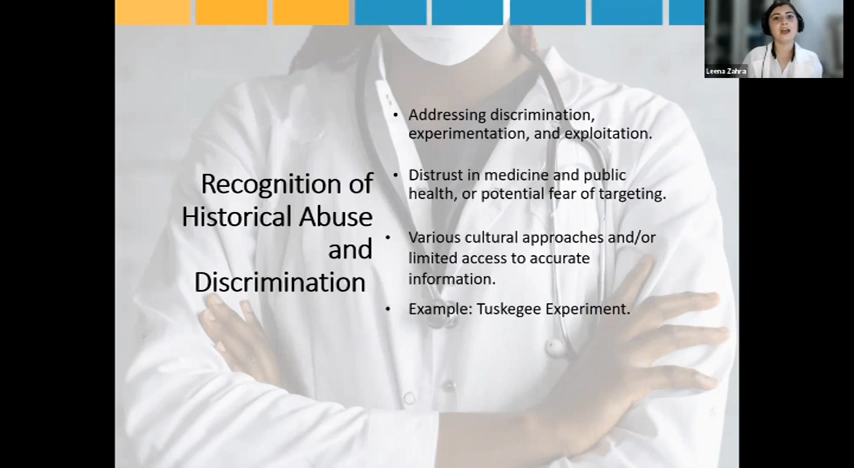 Leena Zahra
Recognition of
Historical Abuse
and
Discrimination
• Addressing discrimination,
experimentation, and exploitation.
• Distrust in medicine and public
health, or potential fear of targeting.
• Various cultural approaches and/or
limited access to accurate
information.
• Example: Tuskegee Experiment.